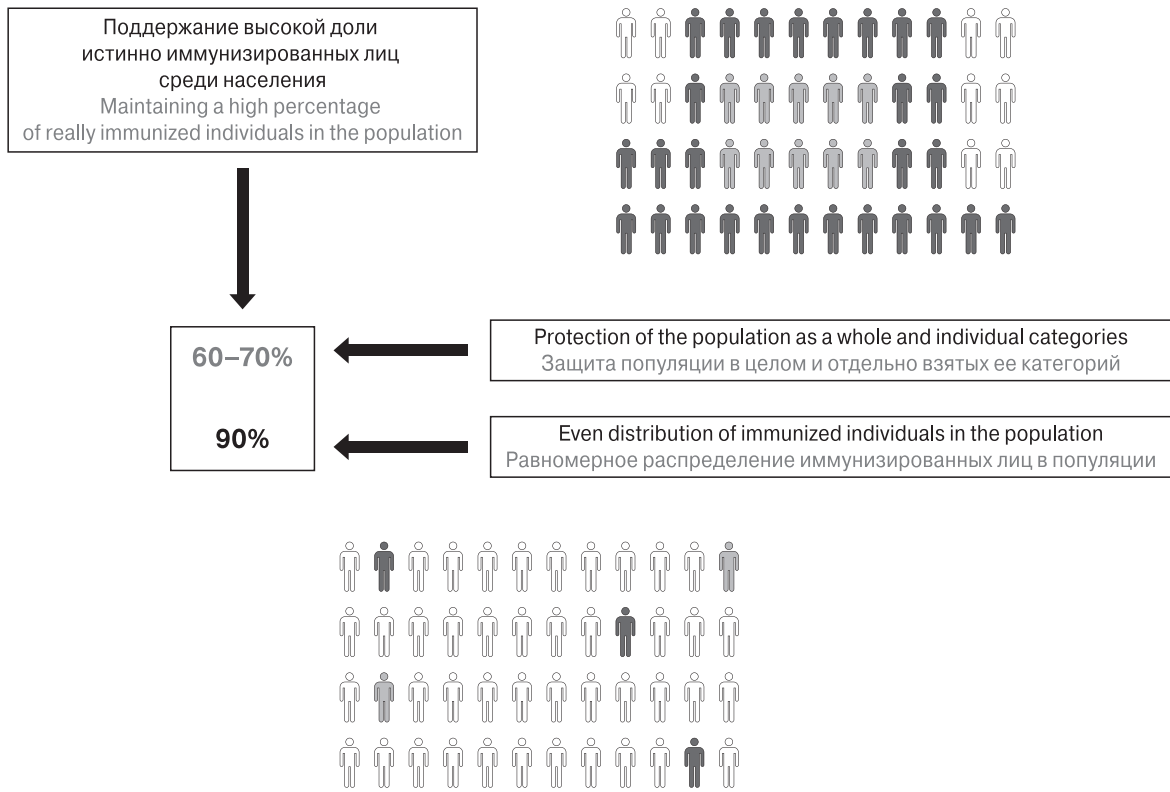 Поддержание высокой доли
истинно иммунизированных лиц
среди населения
Maintaining a high percentage
of really immunized individuals in the population
60–70%
90%
Protection of the population as a whole and individual categories
Защита популяции в целом и отдельно взятых ее категорий
Even distribution of immunized individuals in the population
Равномерное распределение иммунизированных лиц в популяции